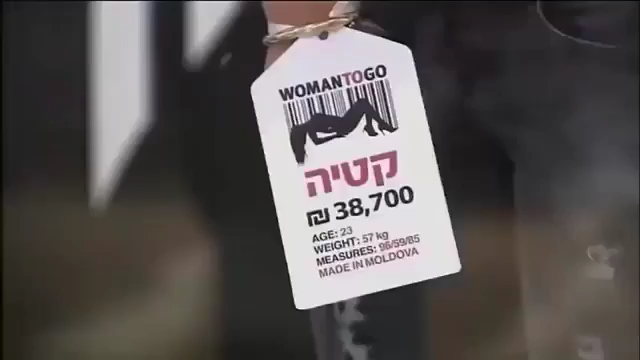 WOMANTOGO
קטיה
₪ 38,700
AGE: 23
WEIGHT: 57 kg
MEASURES: 96/59/85
MADE IN MOLDOVA